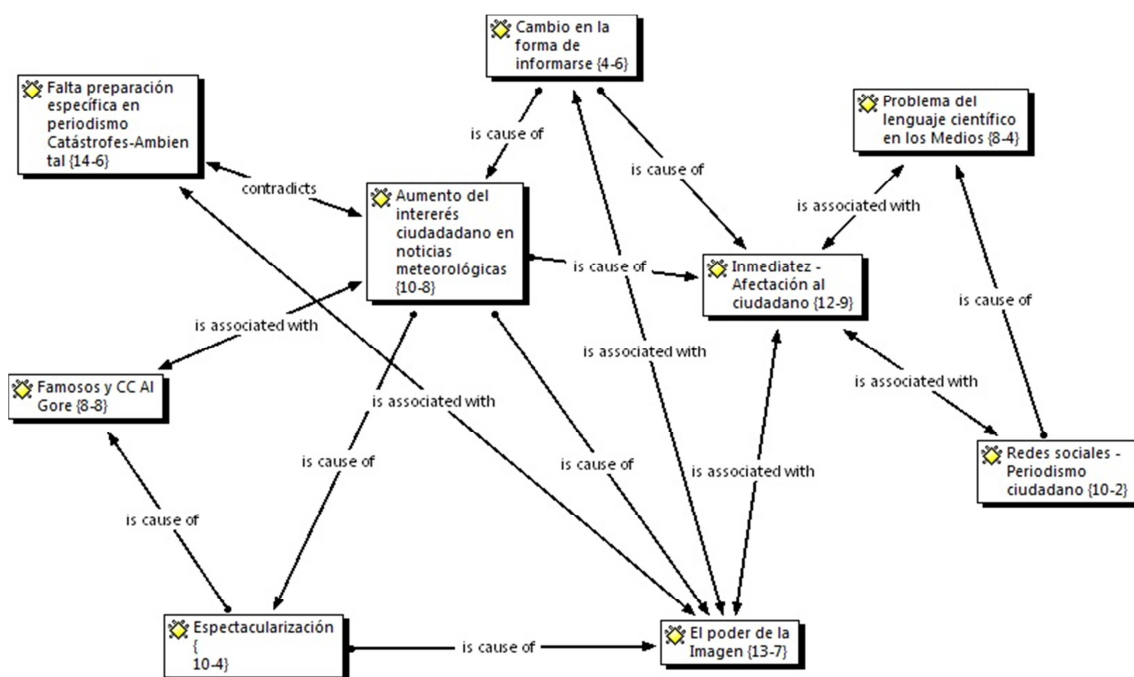 Cambio en la
forma de
informarse {4-6}
Falta preparación
específica en
periodismo
Catástrofes-Ambien
tal {14-6}
Problema del
lenguaje científico
en los Medios {8-4}
is cause of
is cause of
contradicts
Aumento del
intererés
ciudadadano en
noticias
meteorológicas
{10-8}
is associated with
is cause of
Inmediatez -
Afectación al
ciudadano {12-9}
is cause of
is associated with
is associated with
Famosos y CC Al
Gore {8-8}
is associated with
is associated with
Redes sociales -
Periodismo
ciudadano {10-2}
is cause of
is cause of
is associated with
is cause of
Espectacularización
{
10-4}
is cause of
El poder de la
Imagen {13-7}